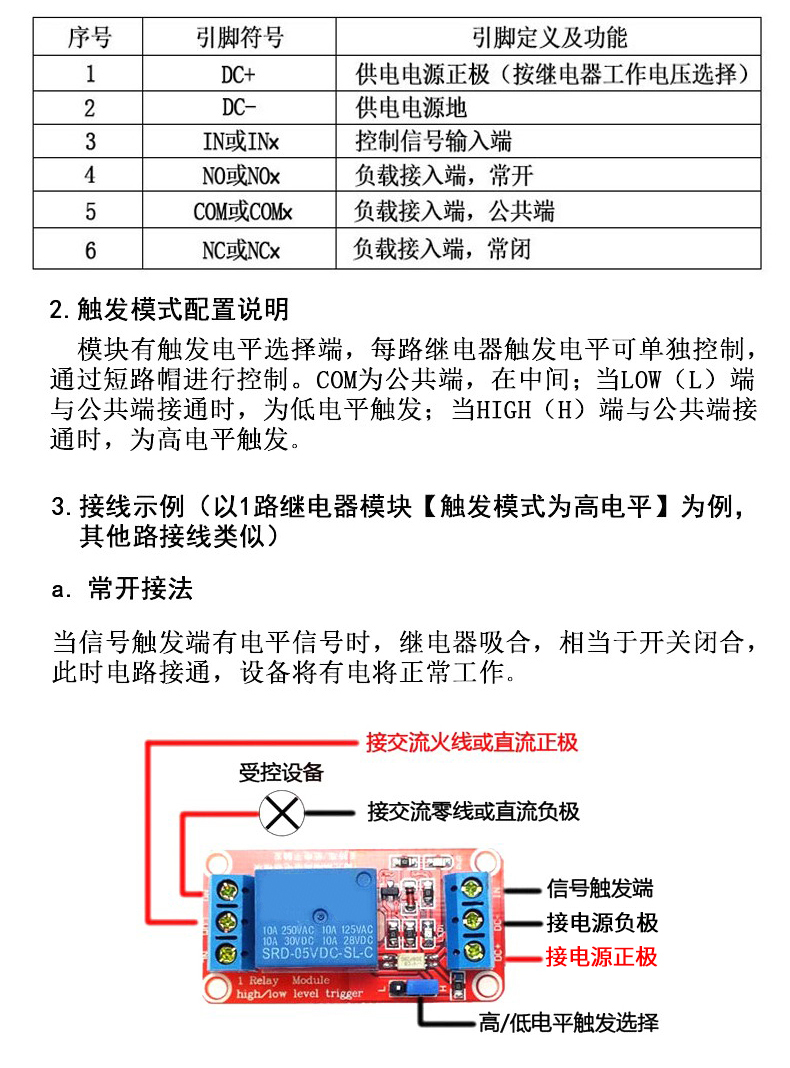 序号 引脚符号 引脚定义及功能
1 DC+ 供电电源正极（按继电器工作电压选择）
2 DC- 供电电源地
3 IN或INx 控制信号输入端
4 NO或NOx 负载接入端，常开
5 COM或COMx 负载接入端，公共端
6 NC或NCx 负载接入端，常闭
2.触发模式配置说明
模块有触发电平选择端，每路继电器触发电平可单独控制，
通过短路帽进行控制。COM为公共端，在中间；当LOW（L）端
与公共端接通时，为低电平触发；当HIGH（H）端与公共端接
通时，为高电平触发。
3.接线示例（以1路继电器模块【触发模式为高电平】为例，
其他路接线类似）
a. 常开接法
当信号触发端有电平信号时，继电器吸合，相当于开关闭合，
此时电路接通，设备将有电将正常工作。
接交流火线或直流正极
受控设备
接交流零线或直流负极
信号触发端
接电源负极
接电源正极
高/低电平触发选择
10A 250VAC 10A 125VAC
10A 30VDC 10A 28VDC
SRD-05VDC-SL-C
1 Relay Module
high/low level trigger
L
H
IN
DC-
DC+